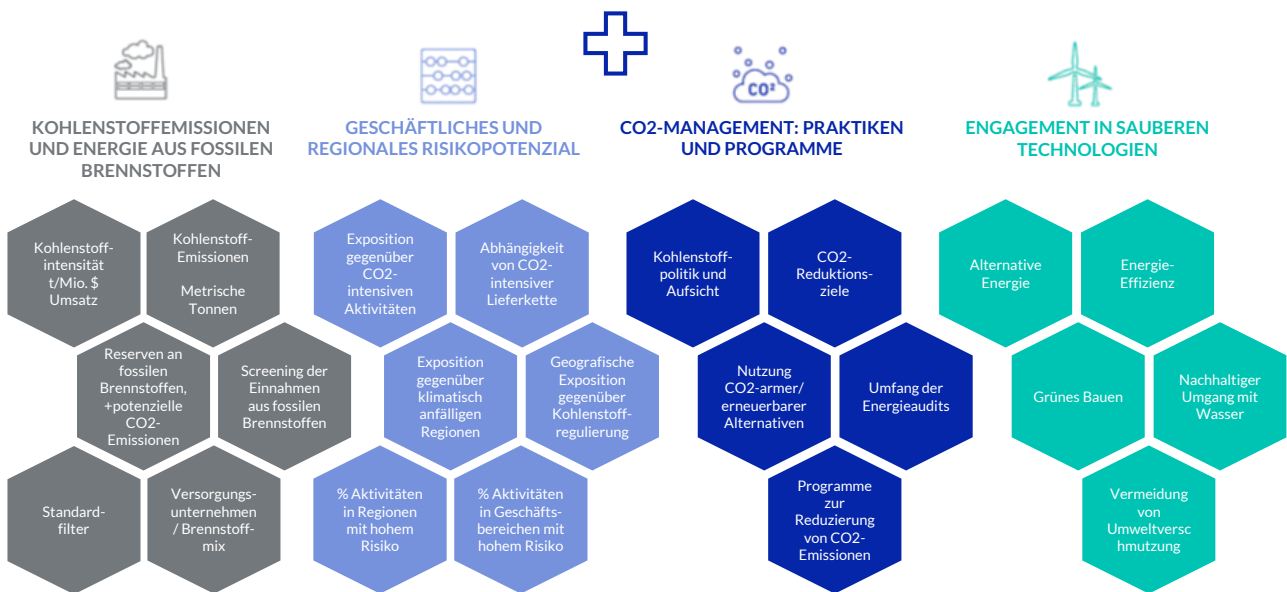 CO²
KOHLENSTOFFEMISSIONEN
UND ENERGIE AUS FOSSILEN
BRENNSTOFFEN
GESCHÄFTLICHES UND
REGIONALES RISIKOPOTENZIAL
CO2-MANAGEMENT: PRAKTIKEN
UND PROGRAMME
ENGAGEMENT IN SAUBEREN
TECHNOLOGIEN
Kohlenstoff-
intensität
t/Mio. $
Umsatz
Kohlenstoff-
Emissionen
Metrische
Tonnen
Reserven an
fossilen
Brennstoffen,
+potenzielle
CO2-
Emissionen
Screening der
Einnahmen
aus fossilen
Brennstoffen
Standard-
filter
Versorgungs-
unternehmen
/ Brennstoff-
mix
Exposition
gegenüber
CO2-
intensiven
Aktivitäten
Abhängigkeit
von CO2-
intensiver
Lieferkette
Exposition
gegenüber
klimatisch
anfälligen
Regionen
Geografische
Exposition
gegenüber
Kohlenstoff-
regulierung
% Aktivitäten
in Regionen
mit hohem
Risiko
% Aktivitäten
in Geschäfts-
bereichen mit
hohem Risiko
Kohlenstoff-
politik und
Aufsicht
CO2-
Reduktions-
ziele
Nutzung
CO2-armer/
erneuerbarer
Alternativen
Umfang der
Energieaudits
Programme
zur
Reduzierung
von CO2-
Emissionen
Alternative
Energie
Energie-
Effizienz
Grünes Bauen
Nachhaltiger
Umgang mit
Wasser
Vermeidung
von
Umweltversc
hmutzung